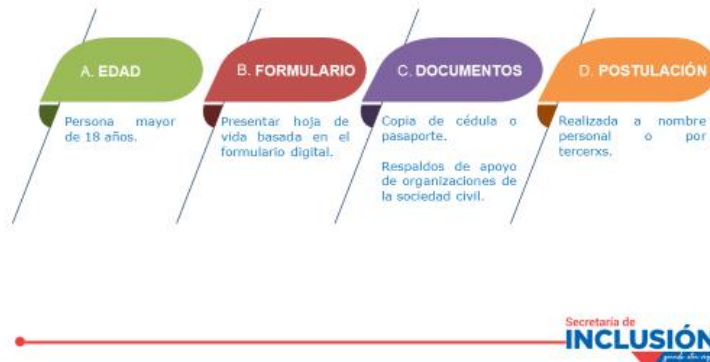 A. EDAD
Persona mayor
de 18 años.
B. FORMULARIO
Presentar hoja de
vida basada en el
formulario digital.
C. DOCUMENTOS
Copia de cédula o
pasaporte.
Respaldos de apoyo
de organizaciones de
la sociedad civil.
D. POSTULACIÓN
Realizada a nombre
personal o por
tercerxs.
Secretaría de
INCLUSIÓN